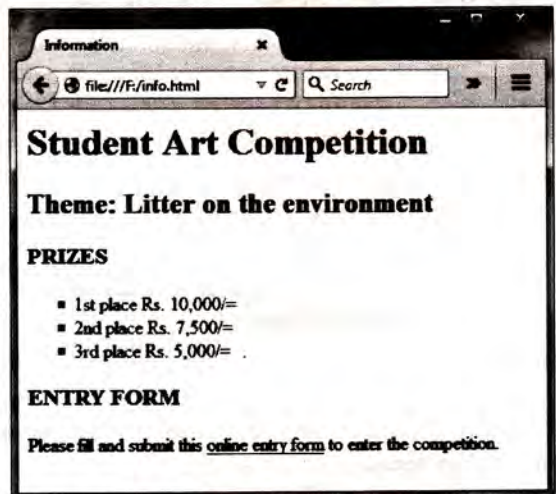 Information
file:///F:/info.html
Search
Student Art Competition
Theme: Litter on the environment
PRIZES
1st place Rs. 10,000/=
2nd place Rs. 7,500/=
3rd place Rs. 5,000/=
ENTRY FORM
Please fill and submit this online entry form to enter the competition.